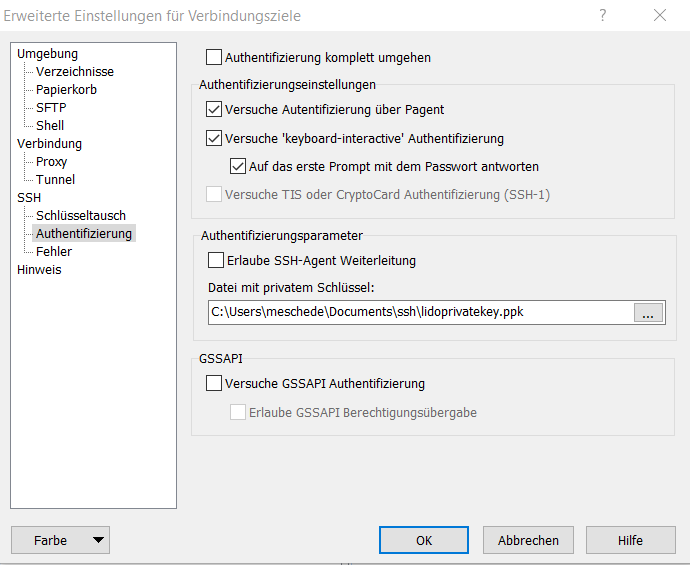 Erweiterte Einstellungen für Verbindungsziele
?
Umgebung
Verzeichnisse
Papierkorb
SFTP
Shell
Verbindung
Proxy
Tunnel
SSH
Schlüsseltausch
Authentifizierung
Fehler
Hinweis
Authentifizierung komplett umgehen
Authentifizierungseinstellungen
Versuche Autentifizierung über Pagent
Versuche 'keyboard-interactive' Authentifizierung
Auf das erste Prompt mit dem Passwort antworten
Versuche TIS oder CryptoCard Authentifizierung (SSH-1)
Authentifizierungsparameter
Erlaube SSH-Agent Weiterleitung
Datei mit privatem Schlüssel:
C:\Users\meschede\Documents\ssh\lidoprivatekey.ppk ...
GSSAPI
Versuche GSSAPI Authentifizierung
Erlaube GSSAPI Berechtigungsübergabe
Farbe OK Abbrechen Hilfe